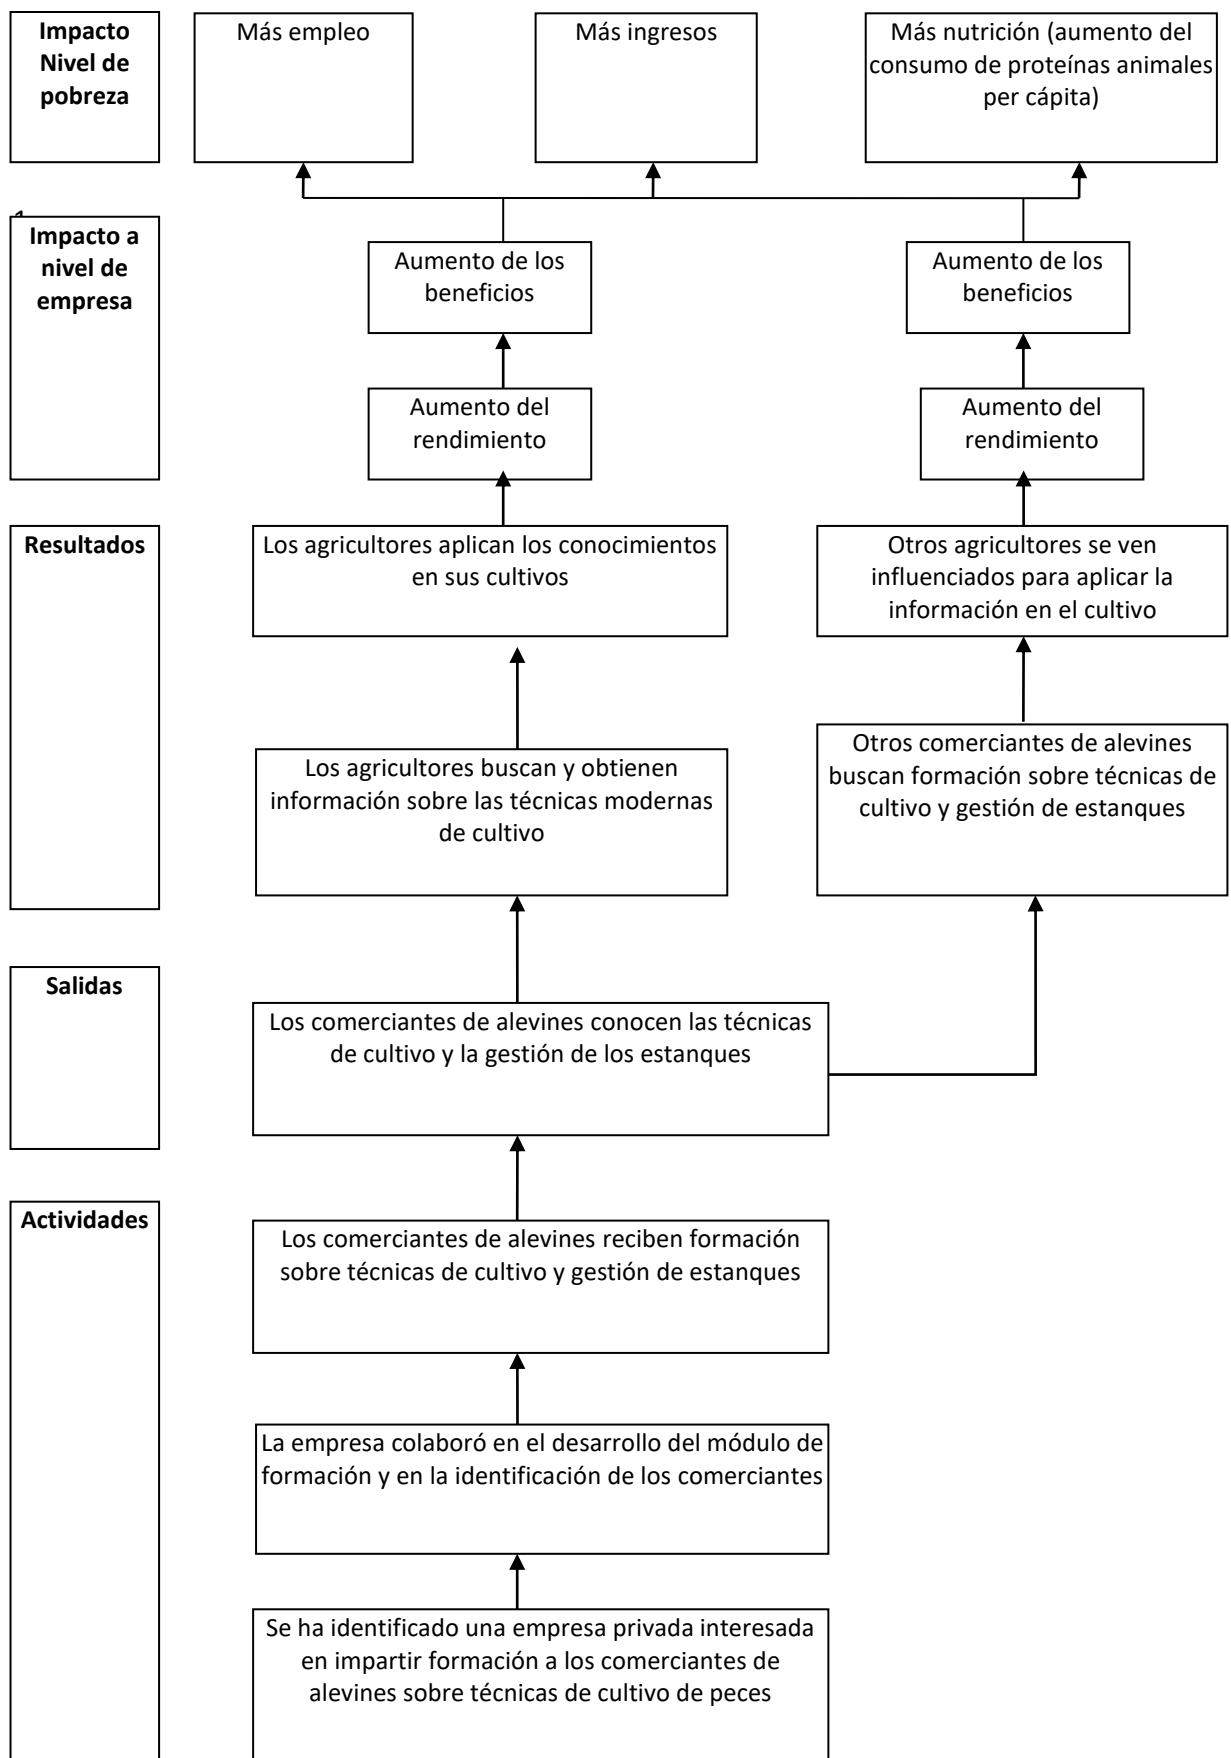 Impacto
Nivel de
pobreza
Más empleo
Más ingresos
Más nutrición (aumento del
consumo de proteínas animales
per cápita)
Impacto a
nivel de
empresa
Aumento de los
beneficios
Aumento de los
beneficios
Aumento del
rendimiento
Aumento del
rendimiento
Resultados
Los agricultores aplican los conocimientos
en sus cultivos
Otros agricultores se ven
influenciados para aplicar la
información en el cultivo
Los agricultores buscan y obtienen
información sobre las técnicas modernas
de cultivo
Otros comerciantes de alevines
buscan formación sobre técnicas de
cultivo y gestión de estanques
Salidas
Los comerciantes de alevines conocen las técnicas
de cultivo y la gestión de los estanques
Actividades
Los comerciantes de alevines reciben formación
sobre técnicas de cultivo y gestión de estanques
La empresa colaboró en el desarrollo del módulo de
formación y en la identificación de los comerciantes
Se ha identificado una empresa privada interesada
en impartir formación a los comerciantes de
alevines sobre técnicas de cultivo de peces